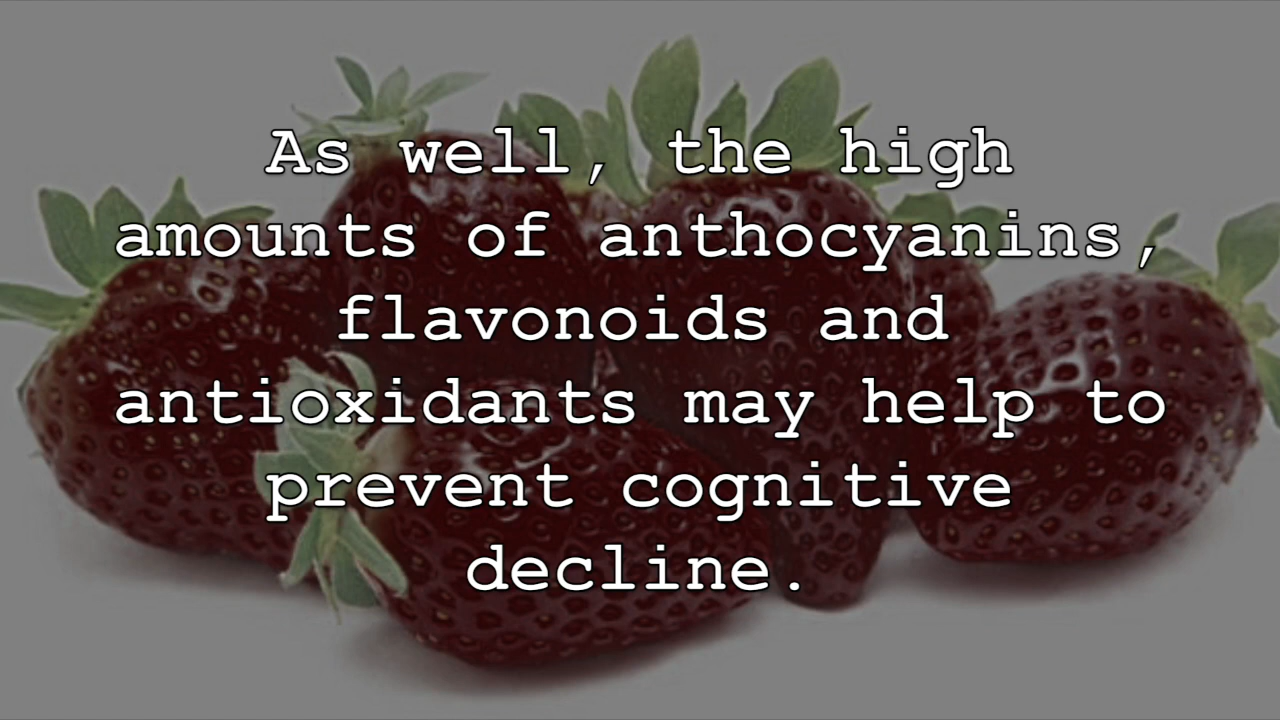 As well, the high
amounts of anthocyanins,
flavonoids and
antioxidants may help to
prevent cognitive
decline.